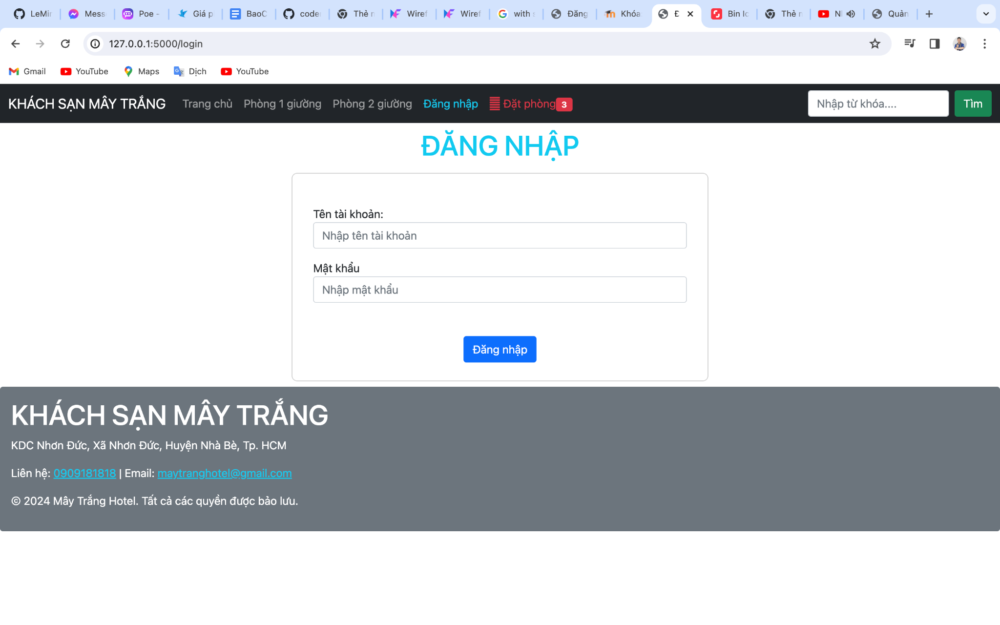 LeMir Mess Poe - Giá p BaoC code Thẻ n Wiref Wiref with s Đăng Khóa Đ Bin Ic Thẻ n Quản
127.0.0.1:5000/login
Gmail YouTube Maps Dịch YouTube
KHÁCH SẠN MÂY TRẮNG Trang chủ Phòng 1 giường Phòng 2 giường Đăng nhập Đặt phòng 3 Nhập từ khóa.... Tìm
ĐĂNG NHẬP
Tên tài khoản:
Nhập tên tài khoản
Mật khẩu
Nhập mật khẩu
Đăng nhập
KHÁCH SẠN MÂY TRẮNG
KDC Nhơn Đức, Xã Nhơn Đức, Huyện Nhà Bè, Tp. HCM
Liên hệ: 0909181818 | Email: maytranghotel@gmail.com
© 2024 Mây Trắng Hotel. Tất cả các quyền được bảo lưu.